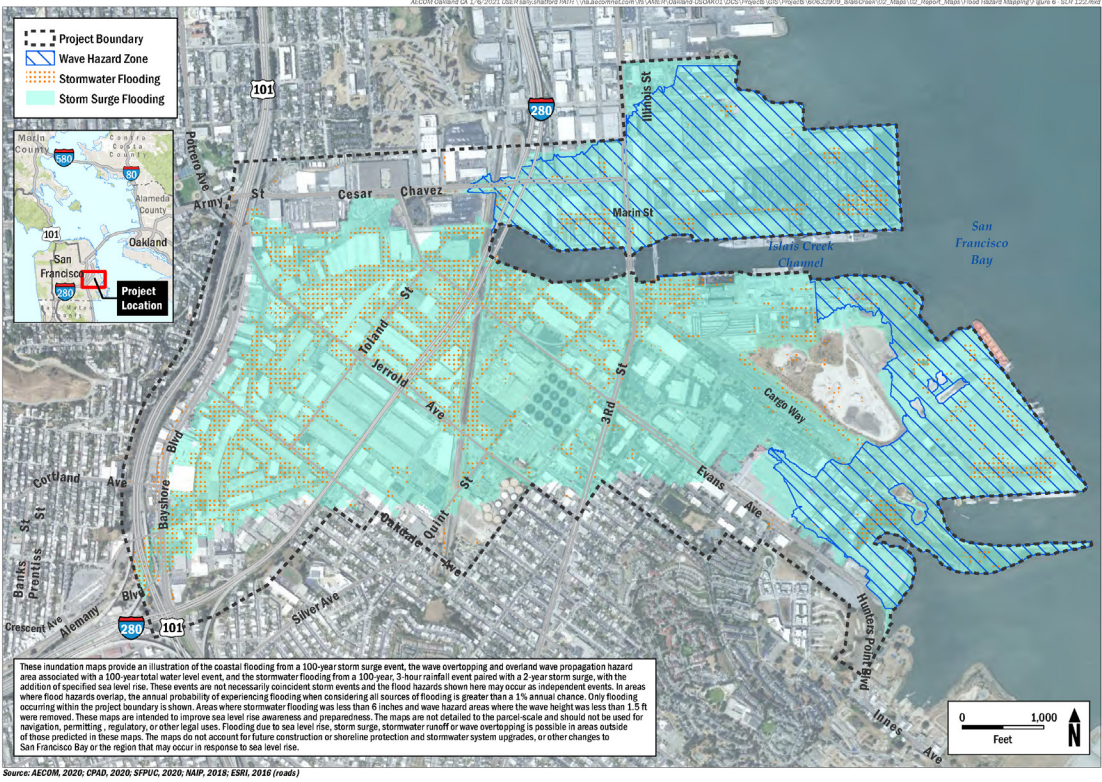 AECOM Oakland CA 1/6/2021 USER sally.shatford PATH
Project Boundary
Wave Hazard Zone
Stormwater Flooding
Storm Surge Flooding
Marin
County
Contra
Costa
County
580
80
Alameda
County
101
Oakland
San
Francisco
280
Project
Location
101
280
Illinois St
Potrero Ave
Army
St
Cesar
Chavez
Marin St
San
Francisco
Bay
Islais Creek
Channel
Toland
St
Jerrold
Ave
3Rd
St
Cargo Way
Evans
Ave
Cortland
Ave
Bayshore
Blvd
Banks
St
Prentiss
St
Oakdale
Ave
Quint
St
Silver Ave
Crescent Ave
Alemany
Blvd
280
101
Hunters Point Blvd
Innes
Ave
These inundation maps provide an illustration of the coastal flooding from a 100-year storm surge event, the wave overtopping and overland wave propagation hazard
area associated with a 100-year total water level event, and the stormwater flooding from a 100-year, 3-hour rainfall event paired with a 2-year storm surge, with the
addition of specified sea level rise. These events are not necessarily coincident storm events and the flood hazards shown here may occur as independent events. In areas
where flood hazards overlap, the annual probability of experiencing flooding when considering all sources of flooding is greater than a 1% annual chance. Only flooding
occurring within the project boundary is shown. Areas where stormwater flooding was less than 6 inches and wave hazard areas where the wave height was less than 1.5 ft
were removed. These maps are intended to improve sea level rise awareness and preparedness. The maps are not detailed to the parcel-scale and should not be used for
navigation, permitting , regulatory, or other legal uses. Flooding due to sea level rise, storm surge, stormwater runoff or wave overtopping is possible in areas outside
of those predicted in these maps. The maps do not account for future construction or shoreline protection and stormwater system upgrades, or other changes to
San Francisco Bay or the region that may occur in response to sea level rise.
0 1,000
Feet
N
Source: AECOM, 2020; CPAD, 2020; SFPUC, 2020; NAIP, 2018; ESRI, 2016 (roads)